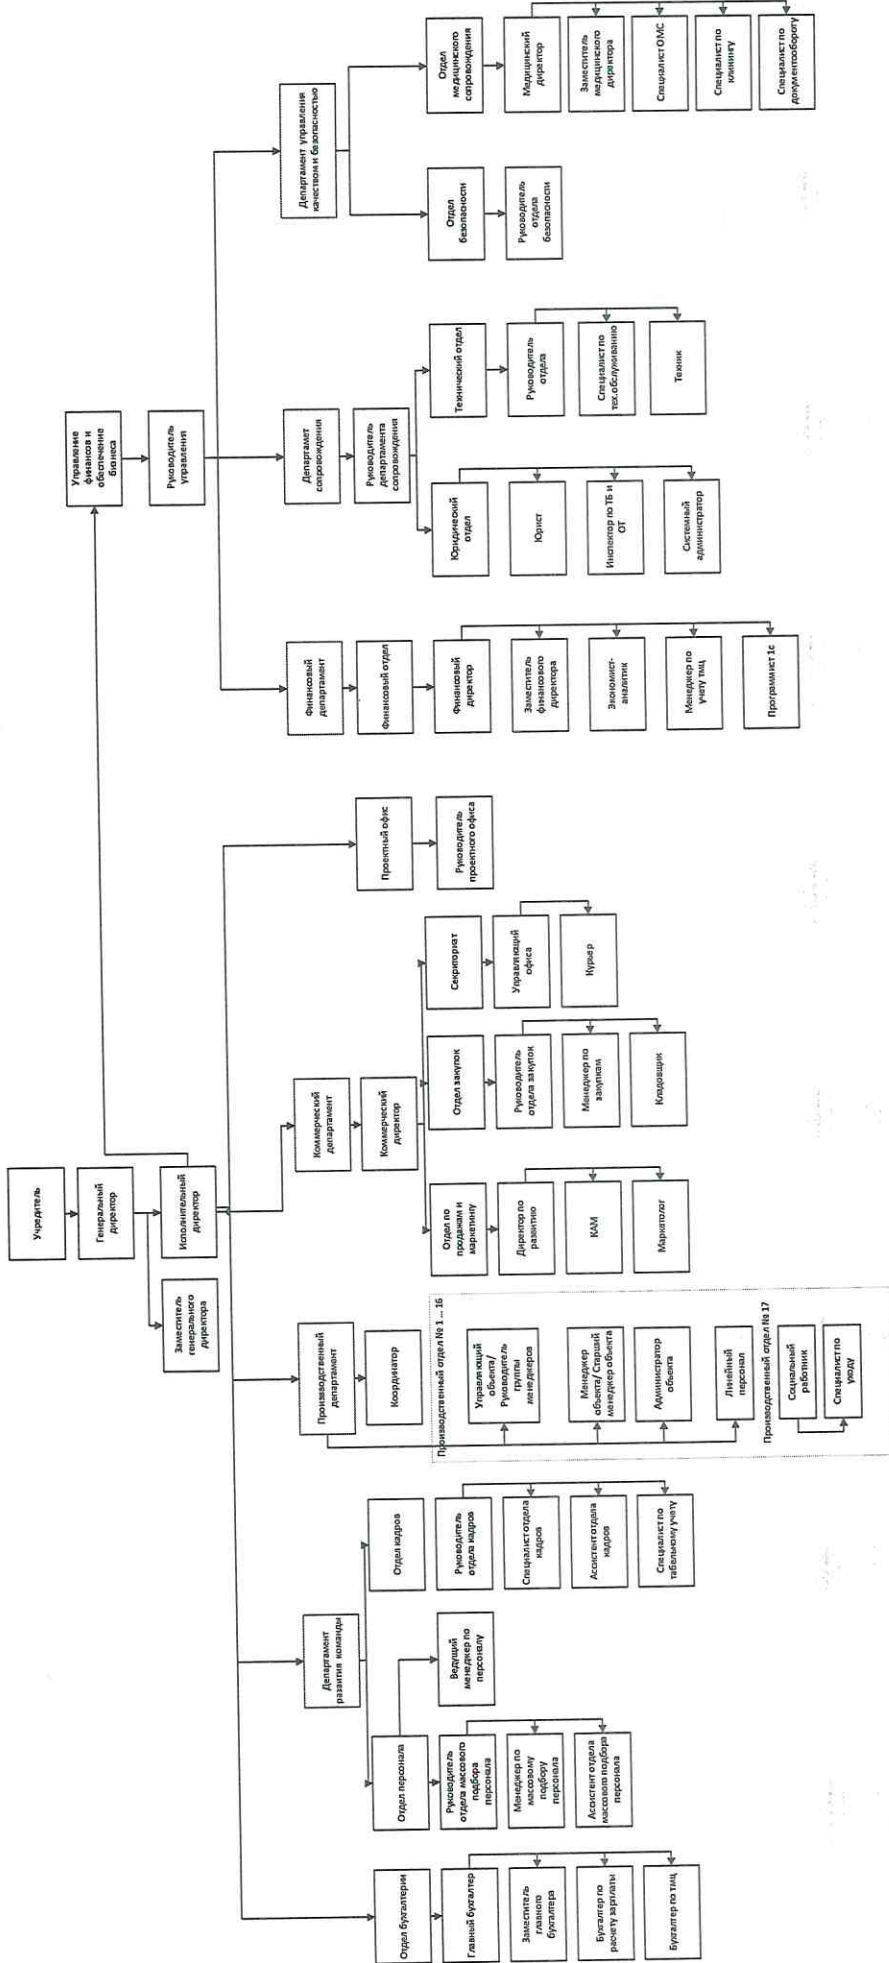 Учредитель
Генеральный
директор
Заместитель
генерального
директора
Исполнительный
директор
Управление
финансов и
обеспечение
бизнеса
Руководитель
управления
Отдел бухгалтерии
Главный бухгалтер
Заместитель
главного
бухгалтера
Бухгалтер по
расчету зарплаты
Бухгалтер по тмц
Департамент
развития команды
Отдел персонала
Руководитель
отдела массового
подбора
персонала
Менеджер по
массовому
подбору
персонала
Ассистент отдела
массового подбора
персонала
Ведущий
менеджер по
персоналу
Отдел кадров
Руководитель
отдела кадров
Специалист отдела
кадров
Ассистент отдела
кадров
Специалист по
табельному учету
Производственный
департамент
Координатор
Производственный отдел № 1 ... 16
Управляющий
объекта/
Руководитель
группы
менеджеров
Менеджер
объекта/ Старший
менеджер объекта
Администратор
объекта
Линейный
персонал
Производственный отдел № 17
Социальный
работник
Специалист по
уходу
Коммерческий
департамент
Коммерческий
директор
Отдел по
продажам и
маркетингу
Директор по
развитию
КАМ
Маркетолог
Отдел закупок
Руководитель
отдела закупок
Менеджер по
закупкам
Кладовщик
Секриториат
Управляющий
офиса
Курьер
Проектный офис
Руководитель
проектного офиса
Финансовый
департамент
Финансовый отдел
Финансовый
директор
Заместитель
финансового
директора
Экономист-
аналитик
Менеджер по
учету тмц
Программист 1с
Департамет
сопровождения
Руководитель
департамента
сопровождения
Юридический
отдел
Юрист
Инспектор по ТБ и
ОТ
Системный
администратор
Технический отдел
Руководитель
отдела
Специалист по
тех.обслуживанию
Техник
Департамент управления
качеством и безопасностью
Отдел
безопасности
Руководитель
отдела
безопасности
Отдел
медицинского
сопровождения
Медицинский
директор
Заместитель
медицинского
директора
Специалист ОМС
Специалист по
клинингу
Специалист по
документообороту